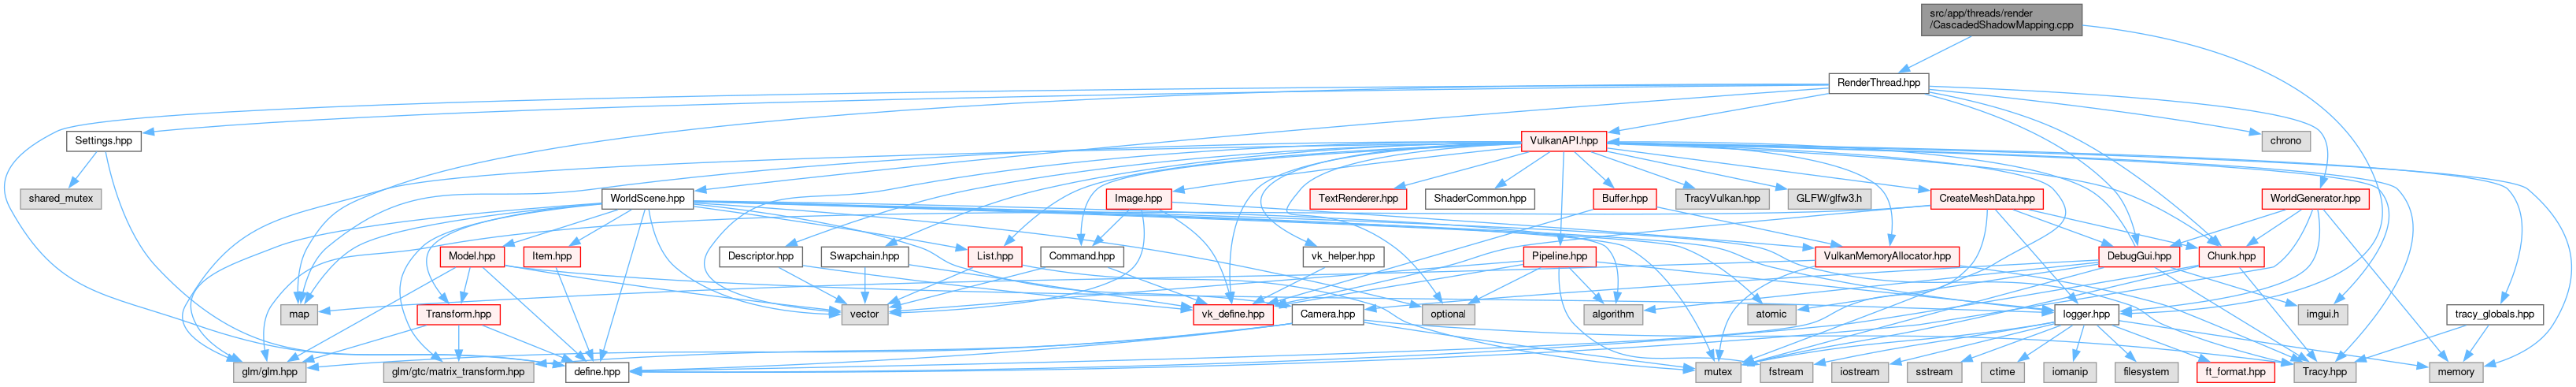 src/app/threads/render
/CascadedShadowMapping.cpp
RenderThread.hpp
Settings.hpp
VulkanAPI.hpp
chrono
shared_mutex
WorldScene.hpp
Image.hpp
TextRenderer.hpp
ShaderCommon.hpp
Buffer.hpp
TracyVulkan.hpp
GLFW/glfw3.h
CreateMeshData.hpp
WorldGenerator.hpp
Model.hpp
Item.hpp
Descriptor.hpp
Swapchain.hpp
List.hpp
Command.hpp
vk_helper.hpp
Pipeline.hpp
VulkanMemoryAllocator.hpp
DebugGui.hpp
Chunk.hpp
map
Transform.hpp
vector
vk_define.hpp
Camera.hpp
optional
algorithm
atomic
logger.hpp
imgui.h
tracy_globals.hpp
glm/glm.hpp
glm/gtc/matrix_transform.hpp
define.hpp
mutex
fstream
iostream
sstream
ctime
iomanip
filesystem
ft_format.hpp
Tracy.hpp
memory